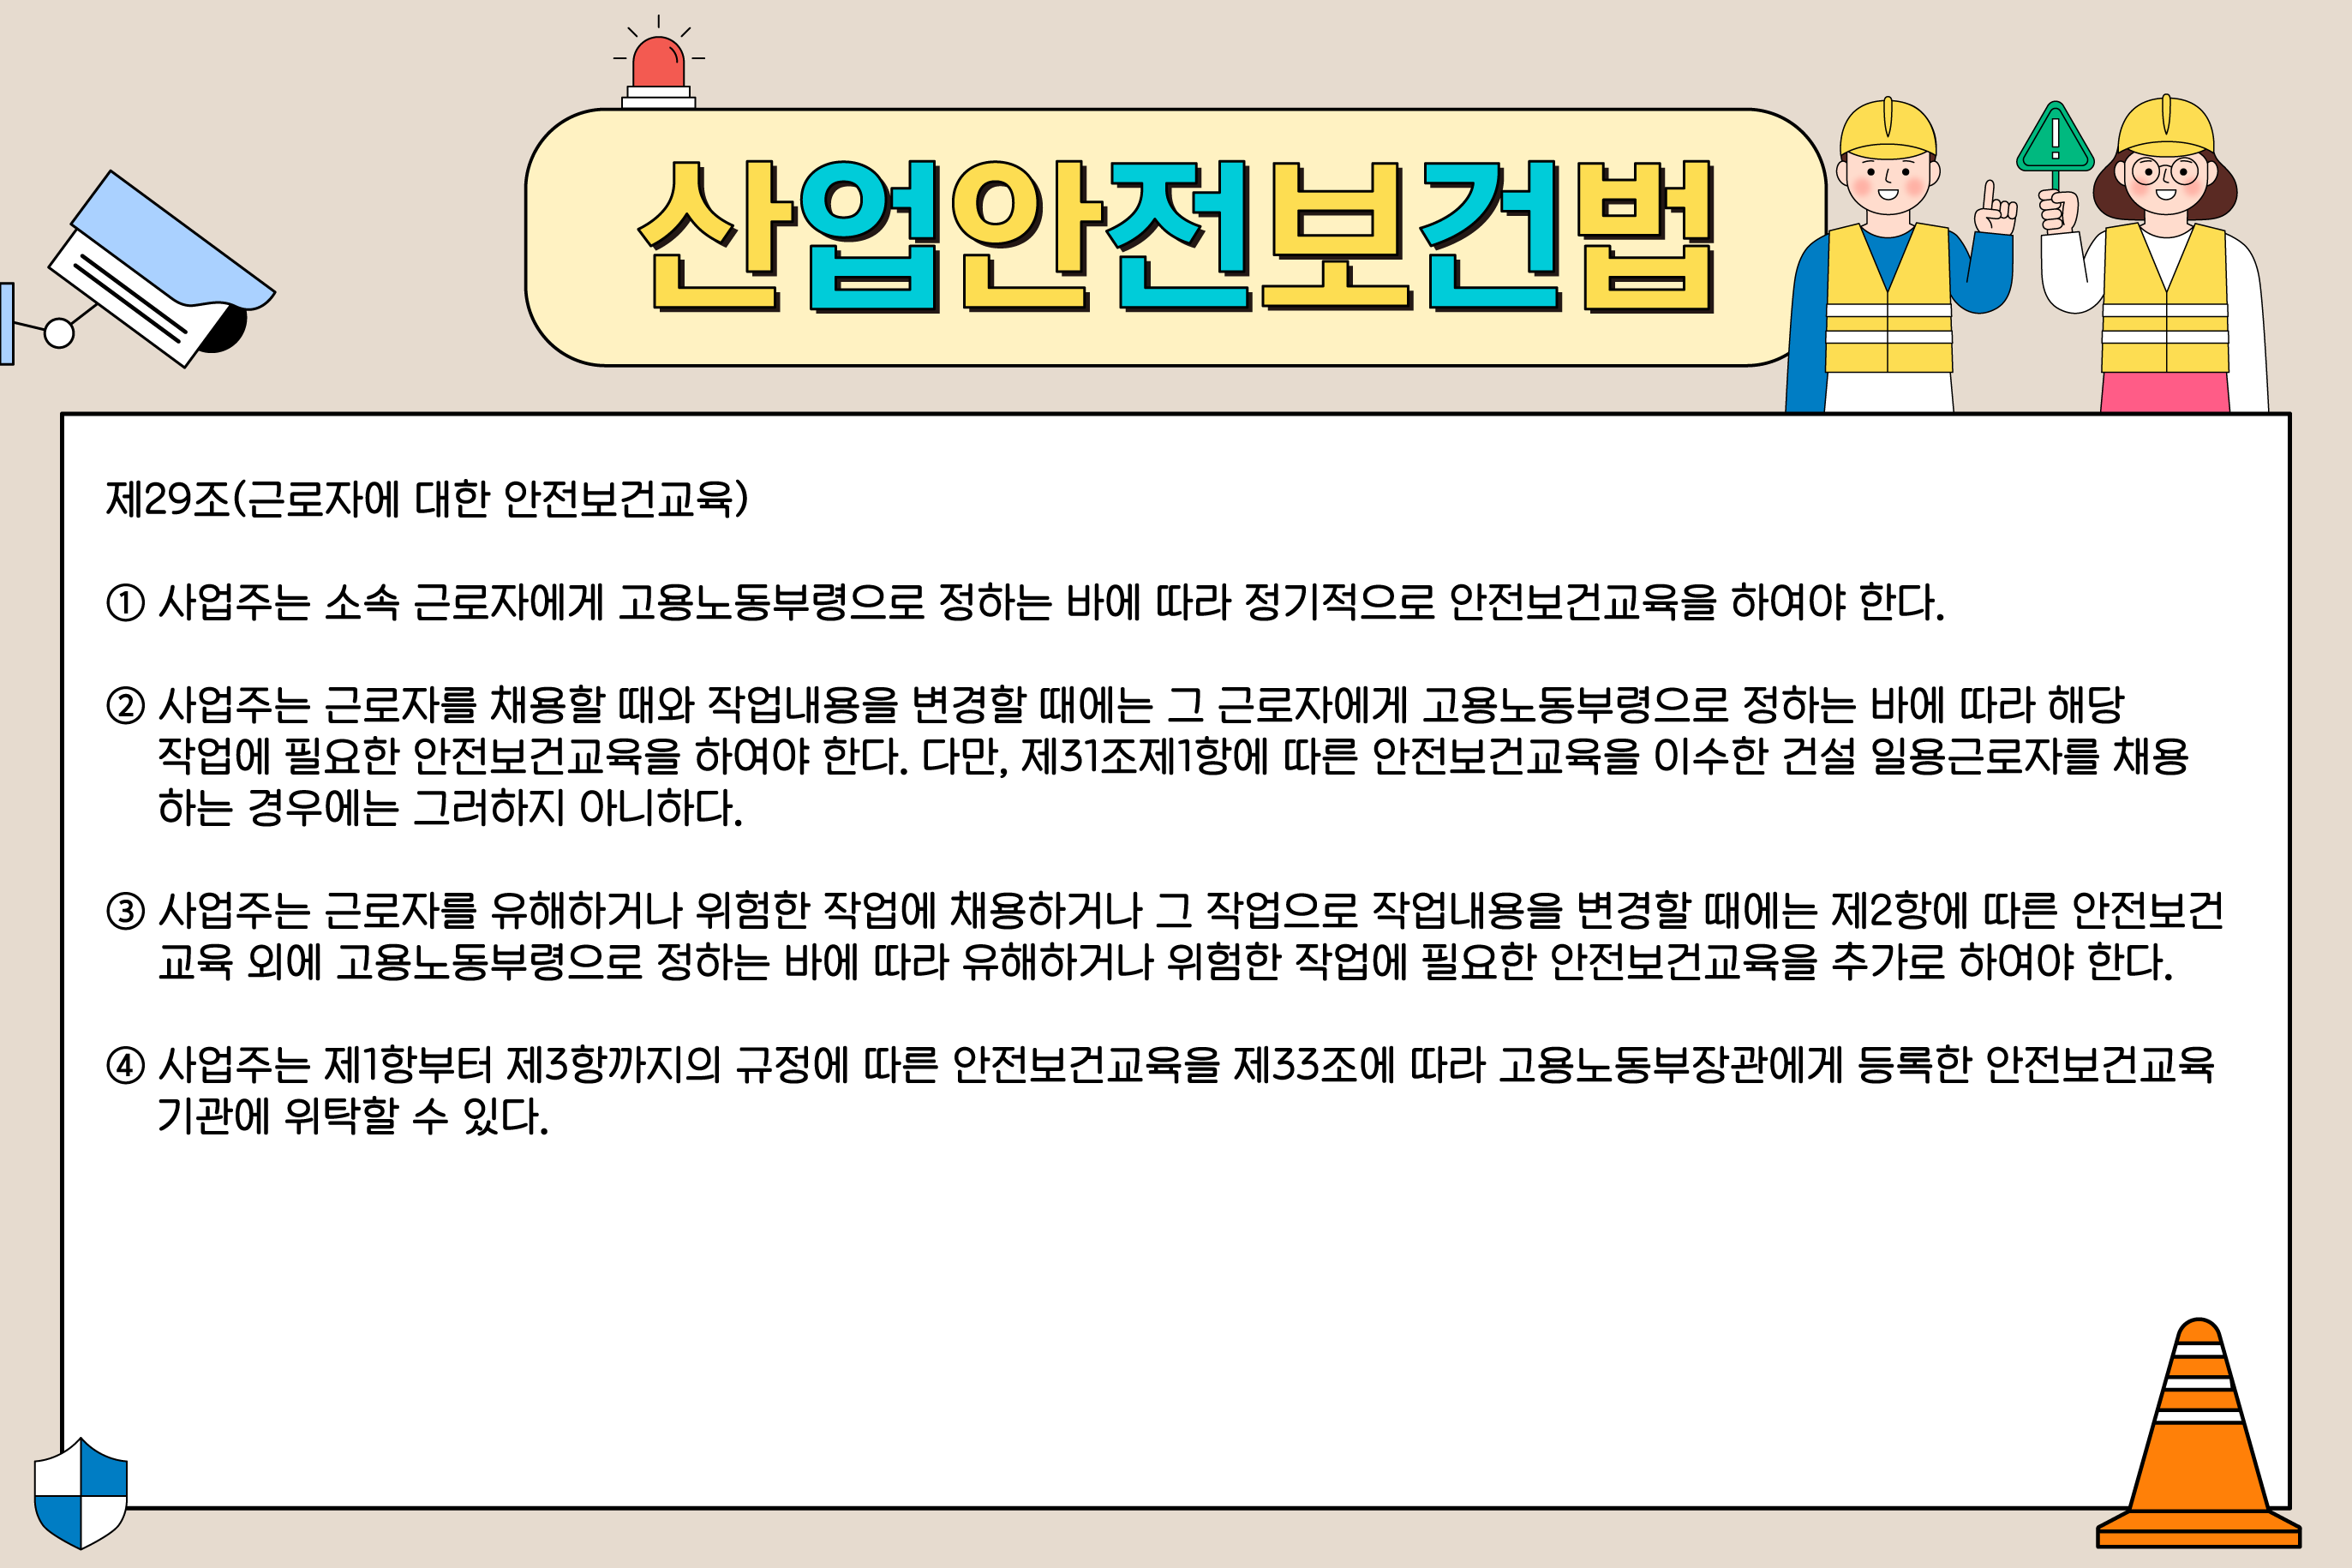 산업안전보건법
제29조(근로자에 대한 안전보건교육)
① 사업주는 소속 근로자에게 고용노동부령으로 정하는 바에 따라 정기적으로 안전보건교육을 하여야 한다.
② 사업주는 근로자를 채용할 때와 작업내용을 변경할 때에는 그 근로자에게 고용노동부령으로 정하는 바에 따라 해당
작업에 필요한 안전보건교육을 하여야 한다. 다만, 제31조제1항에 따른 안전보건교육을 이수한 건설 일용근로자를 채용
하는 경우에는 그러하지 아니하다.
③ 사업주는 근로자를 유해하거나 위험한 작업에 채용하거나 그 작업으로 작업내용을 변경할 때에는 제2항에 따른 안전보건
교육 외에 고용노동부령으로 정하는 바에 따라 유해하거나 위험한 작업에 필요한 안전보건교육을 추가로 하여야 한다.
④ 사업주는 제1항부터 제3항까지의 규정에 따른 안전보건교육을 제33조에 따라 고용노동부장관에게 등록한 안전보건교육
기관에 위탁할 수 있다.